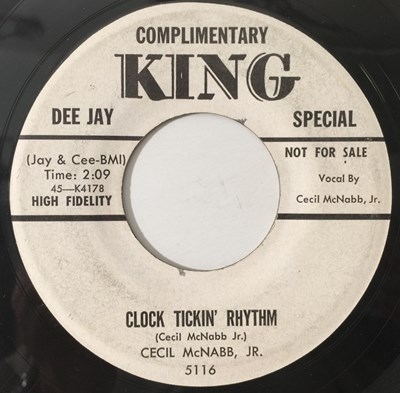 COMPLIMENTARY
KING
DEE JAY SPECIAL
(Jay & Cee-BMI)
Time: 2:09
45—K4178
HIGH FIDELITY
NOT FOR SALE
Vocal By
Cecil McNabb, Jr.
CLOCK TICKIN' RHYTHM
(Cecil McNabb Jr.)
CECIL McNABB, JR.
5116